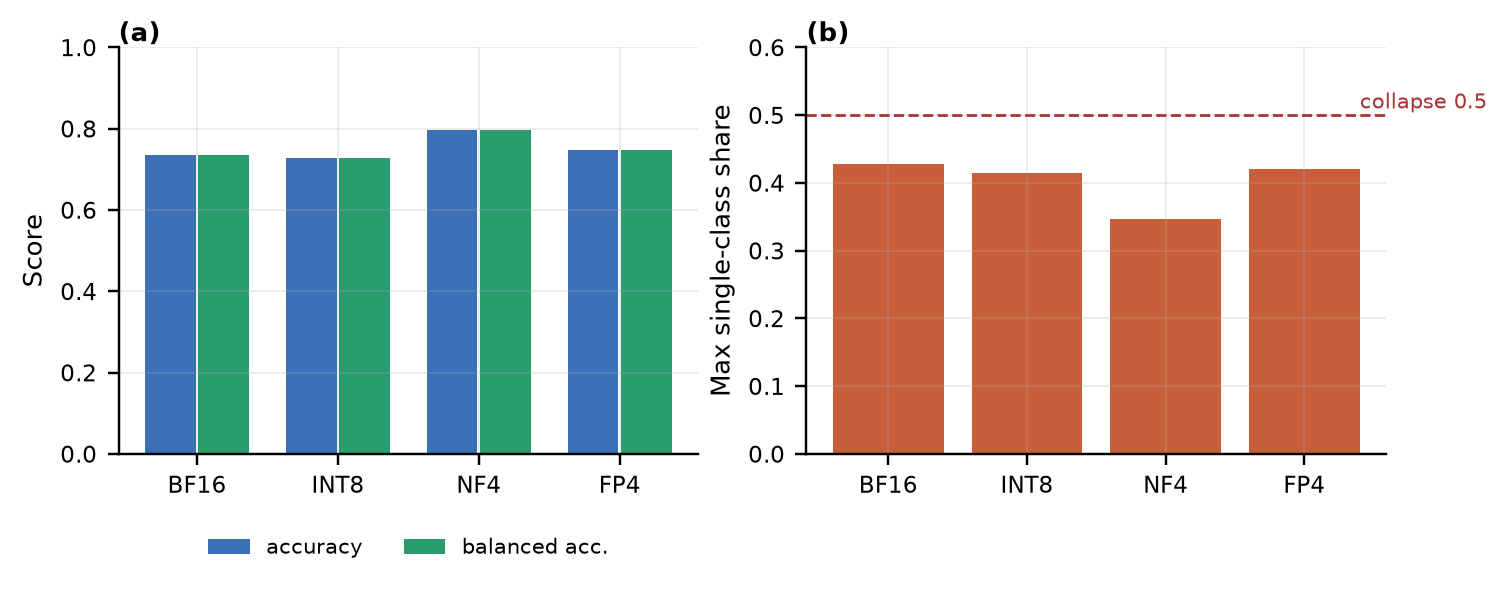 (a)
1.0
0.8
0.6
0.4
0.2
0.0
Score
BF16 INT8 NF4 FP4
accuracy balanced acc.
(b)
0.6
0.5
0.4
0.3
0.2
0.1
0.0
Max single-class share
collapse 0.5
BF16 INT8 NF4 FP4